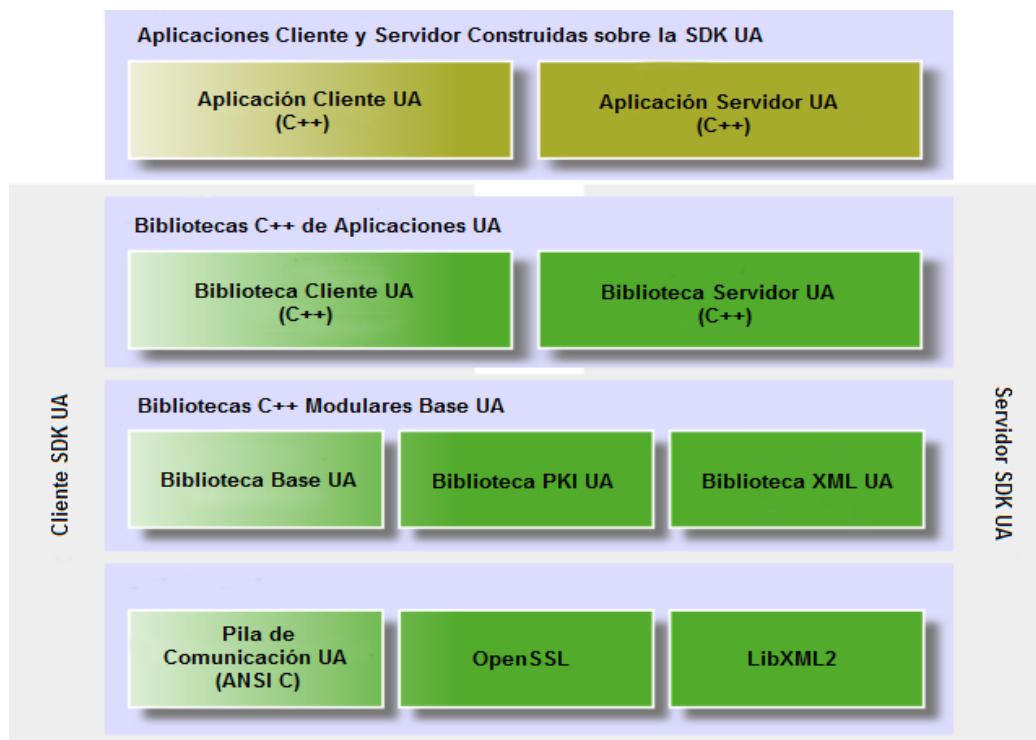 Aplicaciones Cliente y Servidor Construidas sobre la SDK UA
Aplicación Cliente UA
(C++)
Aplicación Servidor UA
(C++)
Bibliotecas C++ de Aplicaciones UA
Biblioteca Cliente UA
(C++)
Biblioteca Servidor UA
(C++)
Bibliotecas C++ Modulares Base UA
Biblioteca Base UA
Biblioteca PKI UA
Biblioteca XML UA
Pila de
Comunicación UA
(ANSI C)
OpenSSL
LibXML2
Cliente SDK UA
Servidor SDK UA